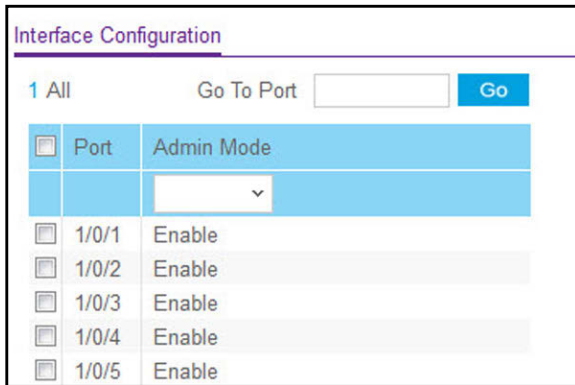 Interface Configuration
1 All Go To Port Go
Port Admin Mode
1/0/1 Enable
1/0/2 Enable
1/0/3 Enable
1/0/4 Enable
1/0/5 Enable